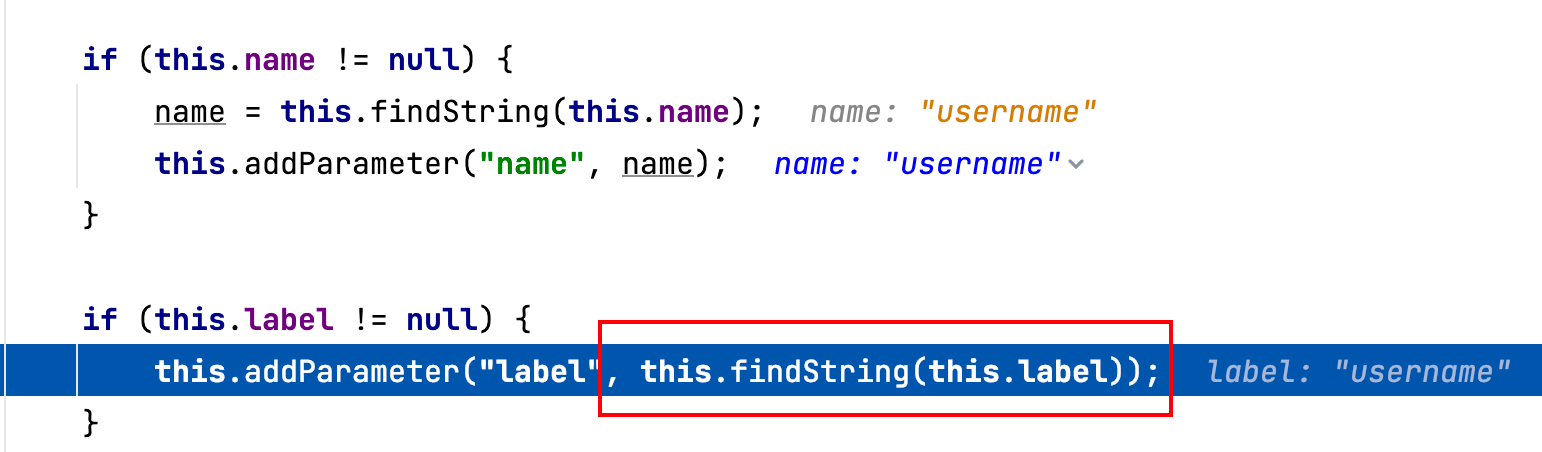 if (this.name != null) {
name = this.findString(this.name); name: "username"
this.addParameter("name", name); name: "username"
}
if (this.label != null) {
this.addParameter("label", this.findString(this.label)); label: "username"
}